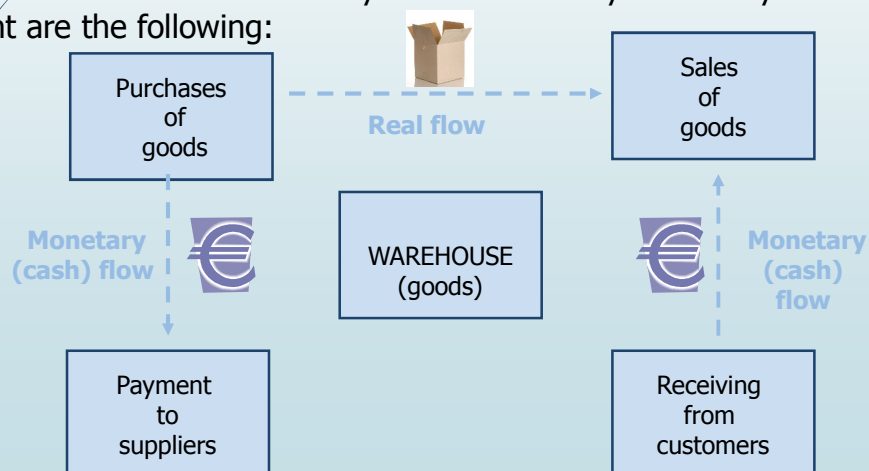 nt are the following:
Purchases
of
goods
Real flow
Sales
of
goods
Monetary
(cash) flow
€
WAREHOUSE
(goods)
€
Monetary
(cash)
flow
Payment
to
suppliers
Receiving
from
customers